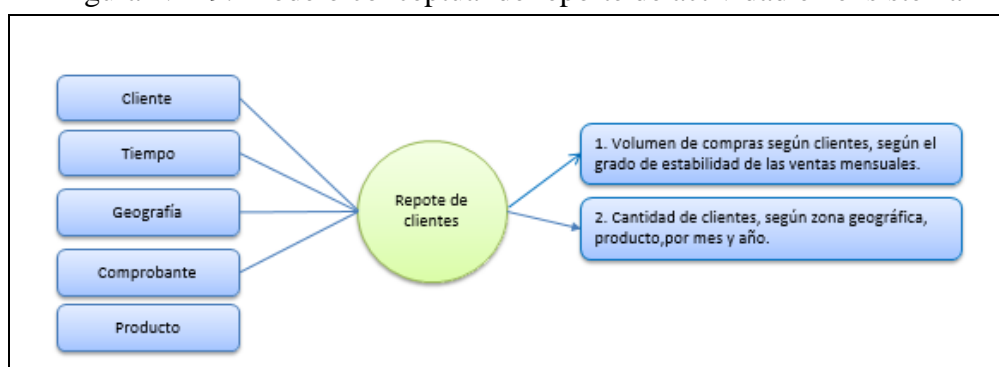 Cliente
Tiempo
Geografía
Comprobante
Producto
Repote de
clientes
1. Volumen de compras según clientes, según el
grado de estabilidad de las ventas mensuales.
2. Cantidad de clientes, según zona geográfica,
producto,por mes y año.